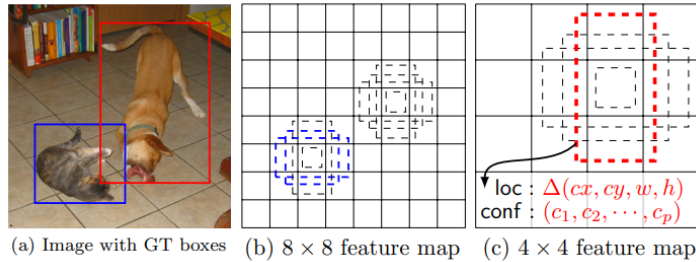 loc : Δ(cx, cy, w, h)
conf : (c₁, c₂, ⋯, cₚ)
(a) Image with GT boxes
(b) 8 × 8 feature map
(c) 4 × 4 feature map